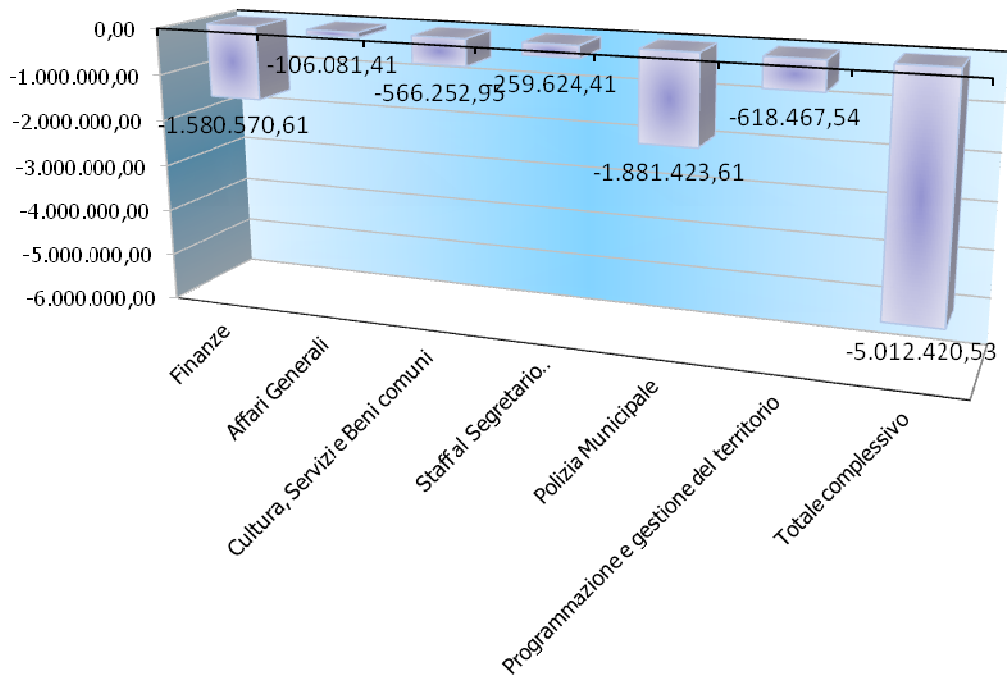 0,00
-1.000.000,00
-2.000.000,00
-3.000.000,00
-4.000.000,00
-5.000.000,00
-6.000.000,00
-1.580.570,61
-106.081,41
-566.252,95
-259.624,41
-1.881.423,61
-618.467,54
-5.012.420,53
Finanze
Affari Generali
Cultura, Servizi e Beni comuni
Staff al Segretario..
Polizia Municipale
Programmazione e gestione del territorio
Totale complessivo